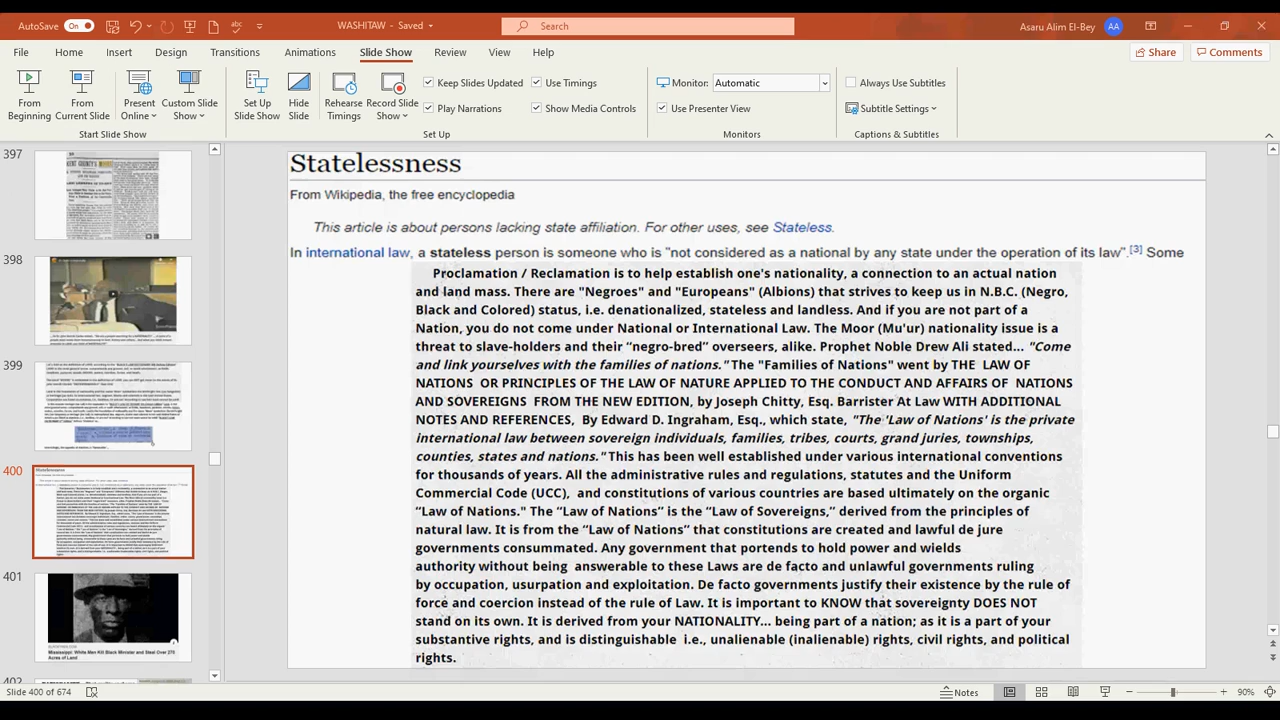 AutoSave On WASHITAW - Saved Search Asaru Alim El-Bey AA
File Home Insert Design Transitions Animations Slide Show Review View Help Share Comments
From Beginning
From Current Slide
Present Online
Custom Slide Show
Start Slide Show
Set Up Slide Show
Hide Slide
Rehearse Timings
Record Slide Show
Keep Slides Updated
Play Narrations
Use Timings
Show Media Controls
Set Up
Monitor: Automatic
Use Presenter View
Monitors
Always Use Subtitles
Subtitle Settings
Captions & Subtitles
397
398
399
400
Statelessness
401
Mississippi: White Men Kill Black Minister and Steal Over 270
Acres of Land
402
Statelessness
From Wikipedia, the free encyclopedia
This article is about persons lacking state affiliation. For other uses, see Stateless.
In international law, a stateless person is someone who is "not considered as a national by any state under the operation of its law".[3] Some
Proclamation / Reclamation is to help establish one's nationality, a connection to an actual nation
and land mass. There are "Negroes" and "Europeans" (Albions) that strives to keep us in N.B.C. (Negro,
Black and Colored) status, i.e. denationalized, stateless and landless. And if you are not part of a
Nation, you do not exist under National or International Law. Your (Mu'ur) nationality card is a
threat to slave-holders and their “negro-bred” overseers, alike. Prophet Noble Drew Ali stated... “Come
and link yourselves with the families of nations.” The "Families of Nations" went by THE LAW OF
NATIONS OR PRINCIPLES OF THE LAW OF NATURE APPLIED TO THE CONDUCT AND AFFAIRS OF NATIONS
AND SOVEREIGNS FROM THE NEW EDITION, by Joseph Chitty, Esq. Barrister At Law WITH ADDITIONAL
NOTES AND REFERENCES, by Edward D. Ingraham, Esq.,
international law between sovereign individuals, families, tribes, courts, grand juries, townships,
counties, states and nations.” This has been well established under various international conventions
for thousands of years. All the administrative rules and regulations, statutes, codes, the Uniform
Commercial Code (UCC), and constitutions of various states are based ultimately on the organic
“Law of Nations.” The “Law of Nations” is the “Law of Sovereigns,” derived from the principles of
natural law. It is from the “Law of Nations” that constitutions are created and lawful de jure
governments consummated. Any government that portends to hold power and wields
authority without being answerable to these Laws are de facto and unlawful governments ruling
by occupation, usurpation and exploitation. De facto governments justify their existence by the rule of
force and coercion instead of the rule of Law. It is important to KNOW that sovereignty DOES NOT
stand on its own. It is derived from your NATIONALITY... being part of a nation; as it is a part of your
substantive rights, and is distinguishable i.e., unalienable (inalienable) rights, civil rights, and political
rights.
Slide 400 of 674 Notes 90%